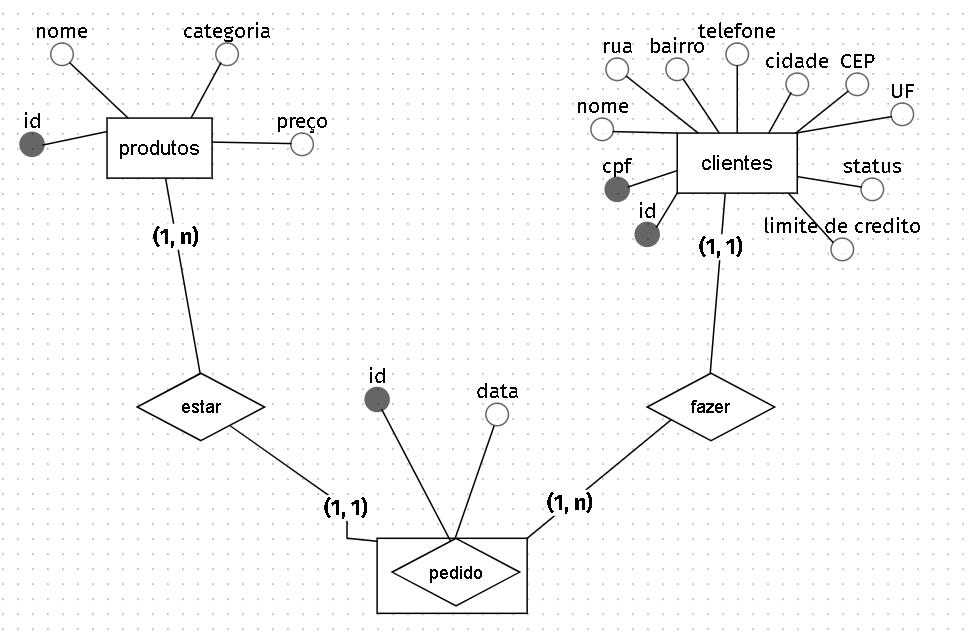 nome
categoria
id
preço
produtos
(1, n)
telefone
rua
bairro
cidade
CEP
UF
nome
cpf
id
clientes
status
limite de credito
(1, 1)
estar
fazer
id
data
(1, 1)
(1, n)
pedido